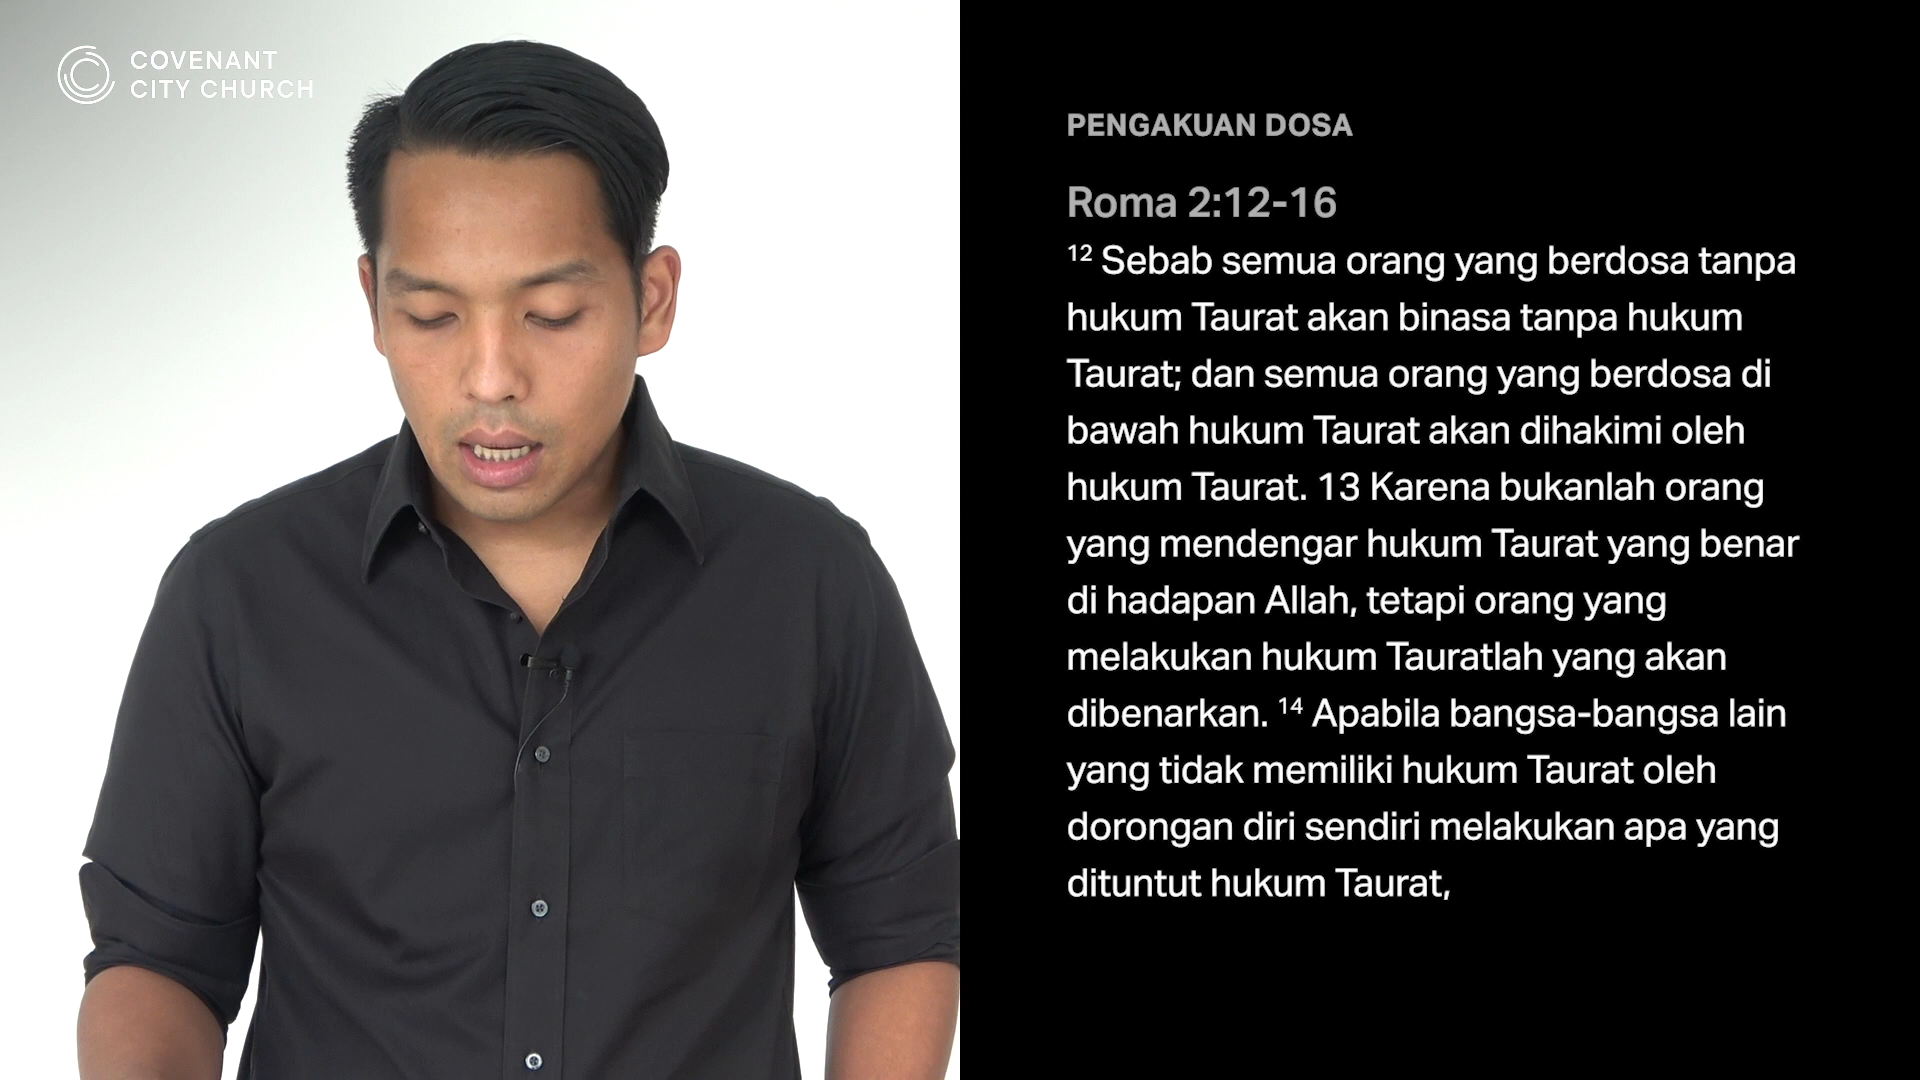 COVENANT
CITY CHURCH
PENGAKUAN DOSA
Roma 2:12-16
¹² Sebab semua orang yang berdosa tanpa
hukum Taurat akan binasa tanpa hukum
Taurat; dan semua orang yang berdosa di
bawah hukum Taurat akan dihakimi oleh
hukum Taurat. 13 Karena bukanlah orang
yang mendengar hukum Taurat yang benar
di hadapan Allah, tetapi orang yang
melakukan hukum Tauratlah yang akan
dibenarkan. ¹⁴ Apabila bangsa-bangsa lain
yang tidak memiliki hukum Taurat oleh
dorongan diri sendiri melakukan apa yang
dituntut hukum Taurat,